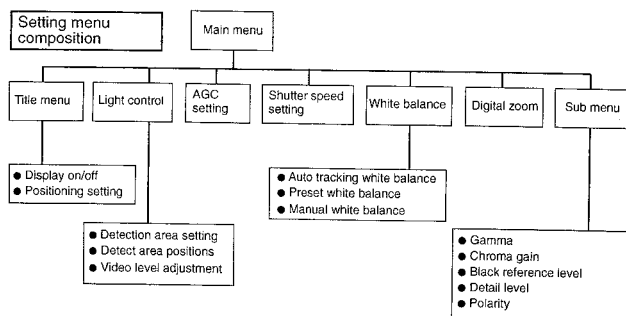 Setting menu
composition
Main menu
Title menu
Light control
AGC
setting
Shutter speed
setting
White balance
Digital zoom
Sub menu
● Display on/off
● Positioning setting
● Auto tracking white balance
● Preset white balance
● Manual white balance
● Detection area setting
● Detect area positions
● Video level adjustment
● Gamma
● Chroma gain
● Black reference level
● Detail level
● Polarity